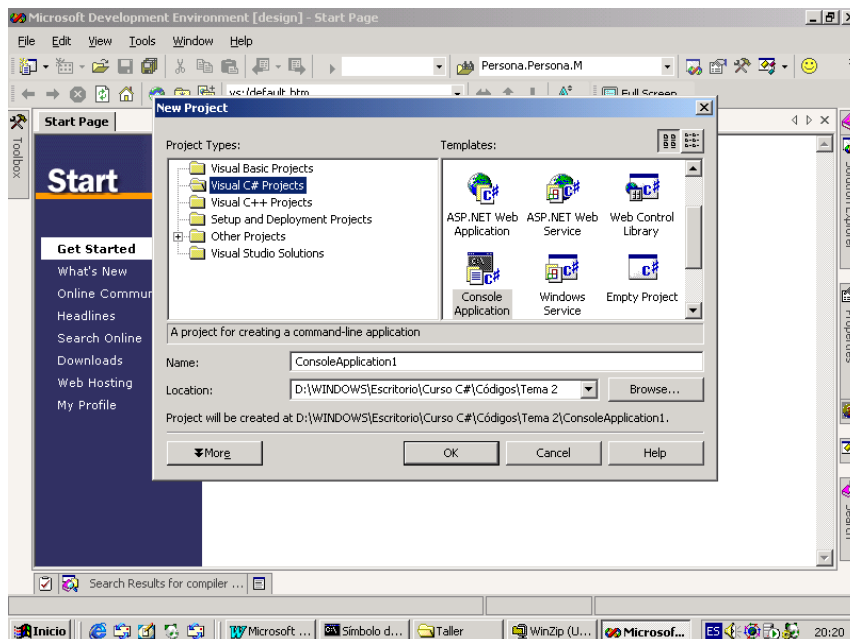 Microsoft Development Environment [design] - Start Page
File Edit View Tools Window Help
Persona.Persona.M
vs:/default.htm Full Screen
Toolbox
Start Page
Start
Get Started
What's New
Online Commun
Headlines
Search Online
Downloads
Web Hosting
My Profile
New Project
Project Types:
Visual Basic Projects
Visual C# Projects
Visual C++ Projects
Setup and Deployment Projects
Other Projects
Visual Studio Solutions
Templates:
ASP.NET Web Application
ASP.NET Web Service
Web Control Library
Console Application
Windows Service
Empty Project
A project for creating a command-line application
Name: ConsoleApplication1
Location: D:\WINDOWS\Escritorio\Curso C#\Códigos\Tema 2 Browse...
Project will be created at D:\WINDOWS\Escritorio\Curso C#\Códigos\Tema 2\ConsoleApplication1.
More OK Cancel Help
Solution Explorer
Properties
Search
Search Results for compiler ...
Inicio Microsoft ... Símbolo d... Taller WinZip (U... Microsof... ES 20:20